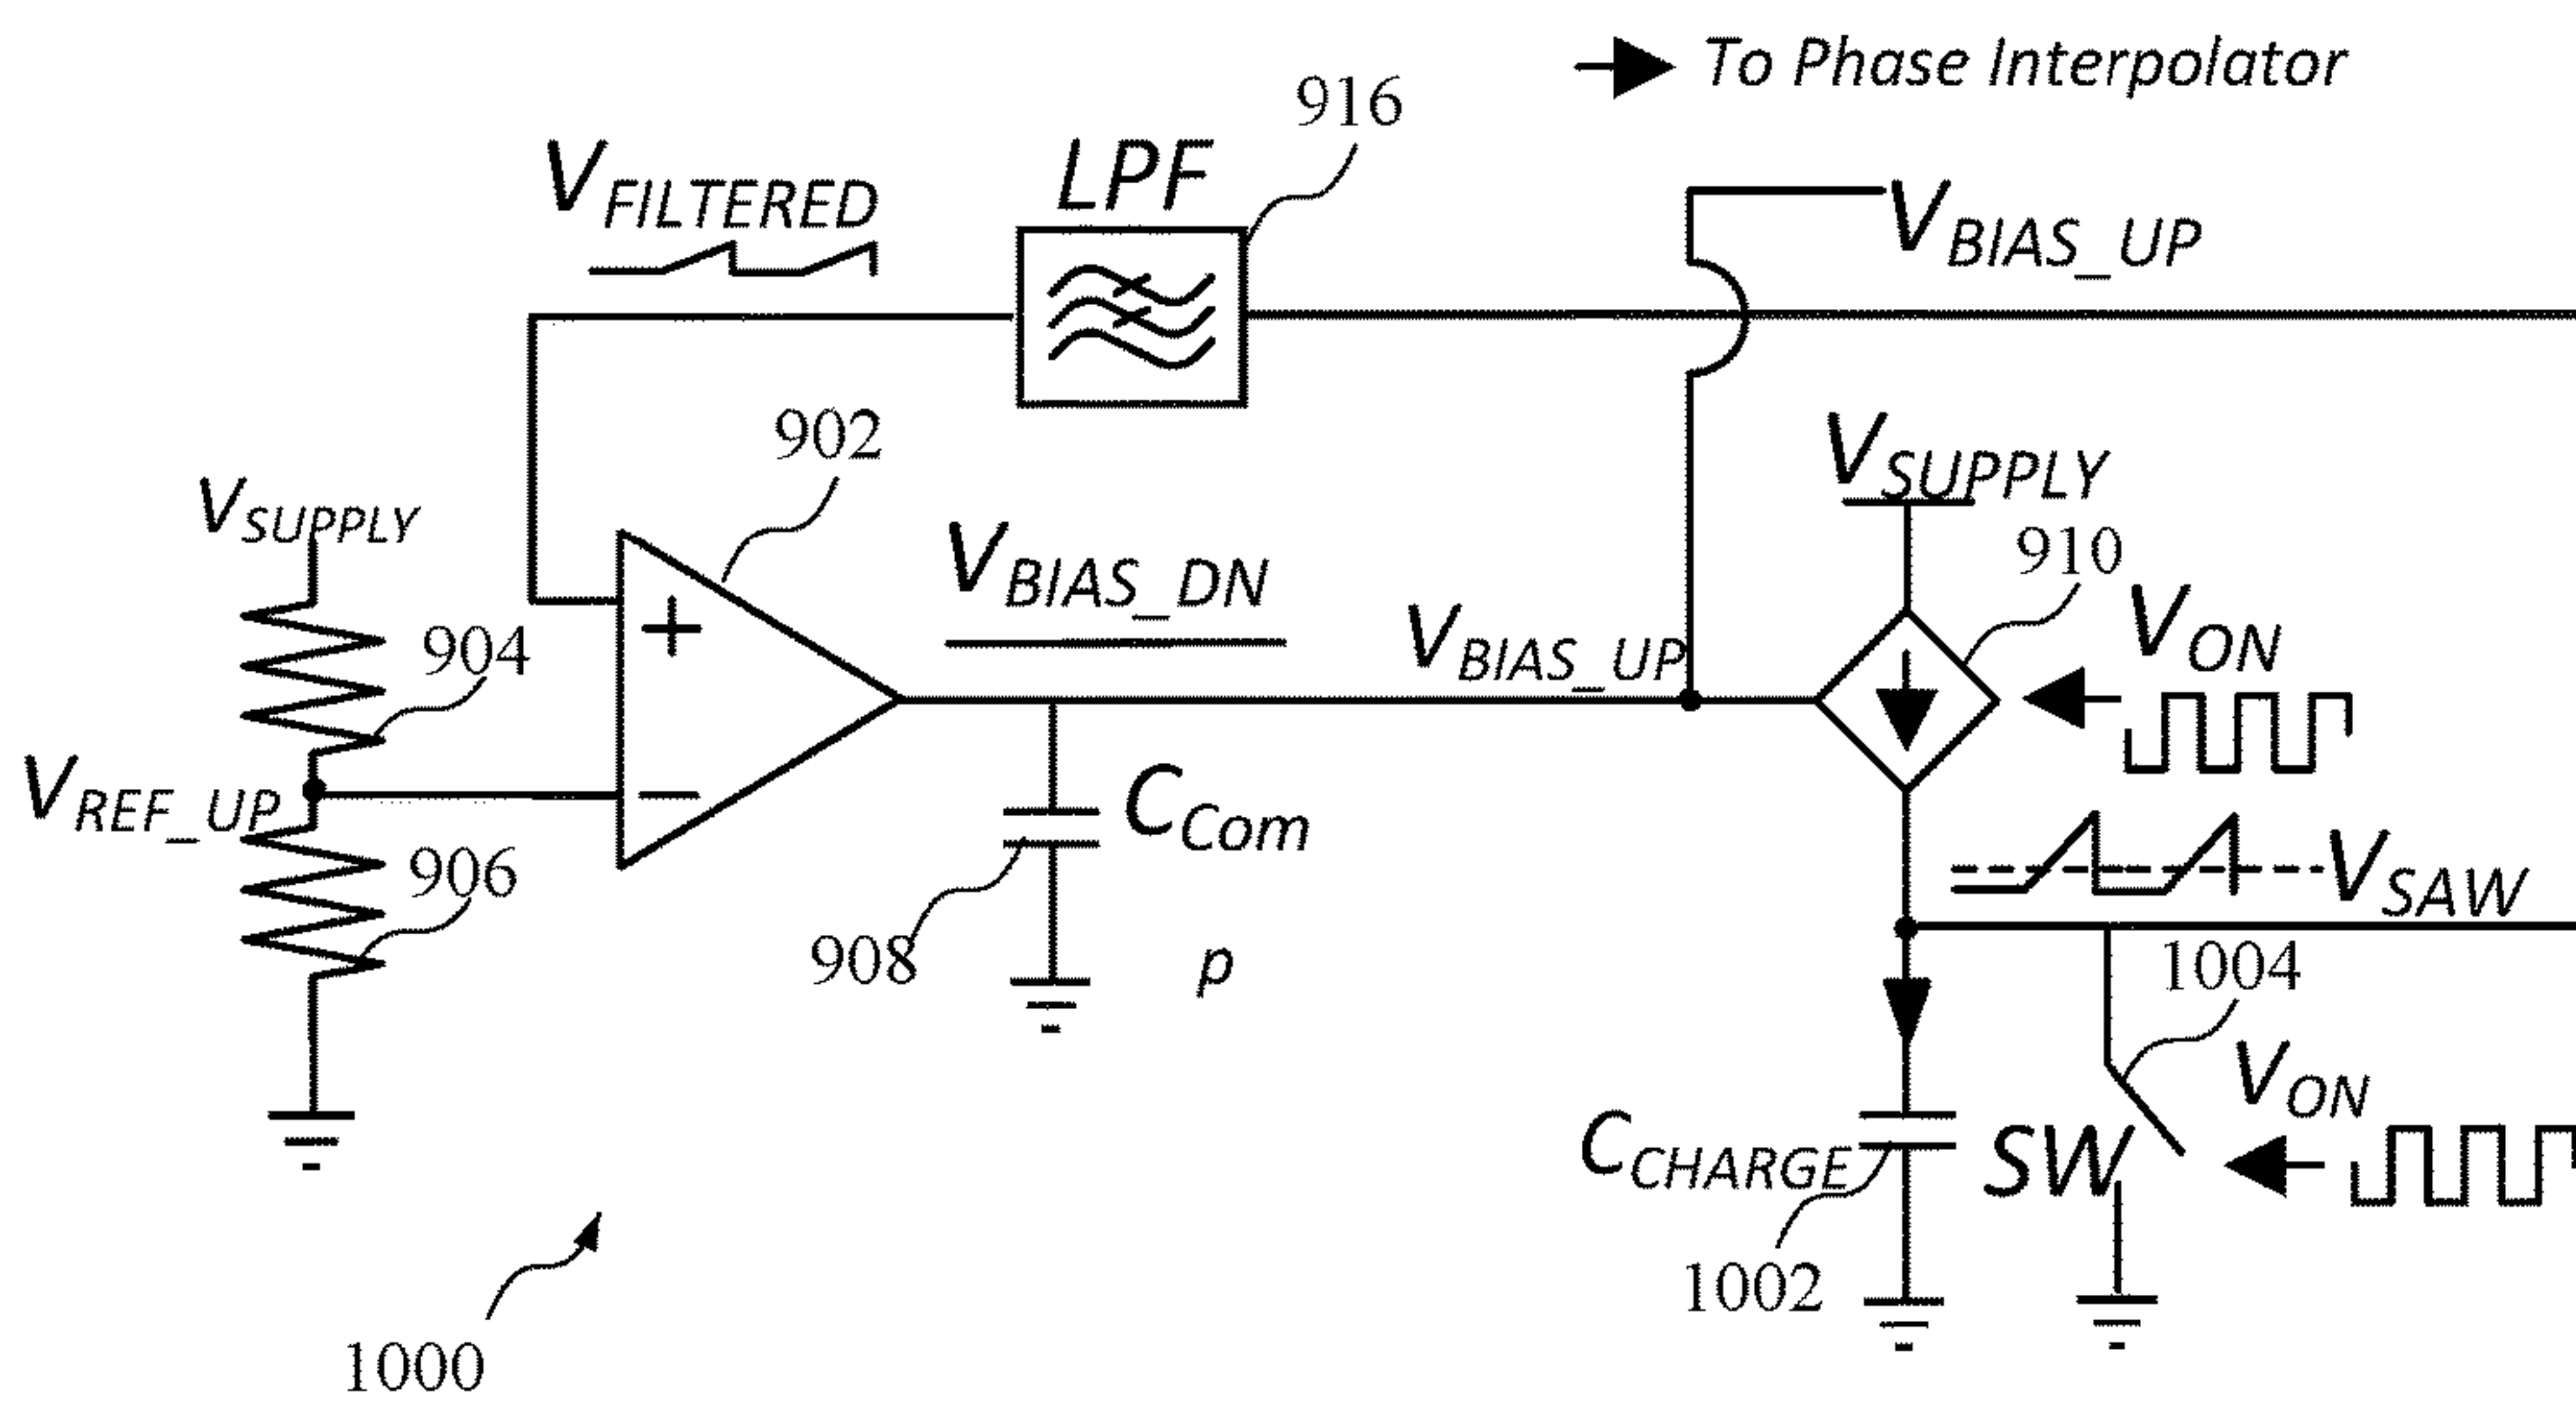 To Phase Interpolator
916
LPF
VFILTERED
VBIAS_UP
902
VSUPPLY
VSUPPLY
910
VBIAS_DN
VON
904
VBIAS_UP
VREF_UP
906
CCom
p
908
VSAW
1004
VON
CCHARGE
SW
1002
1000
+
−